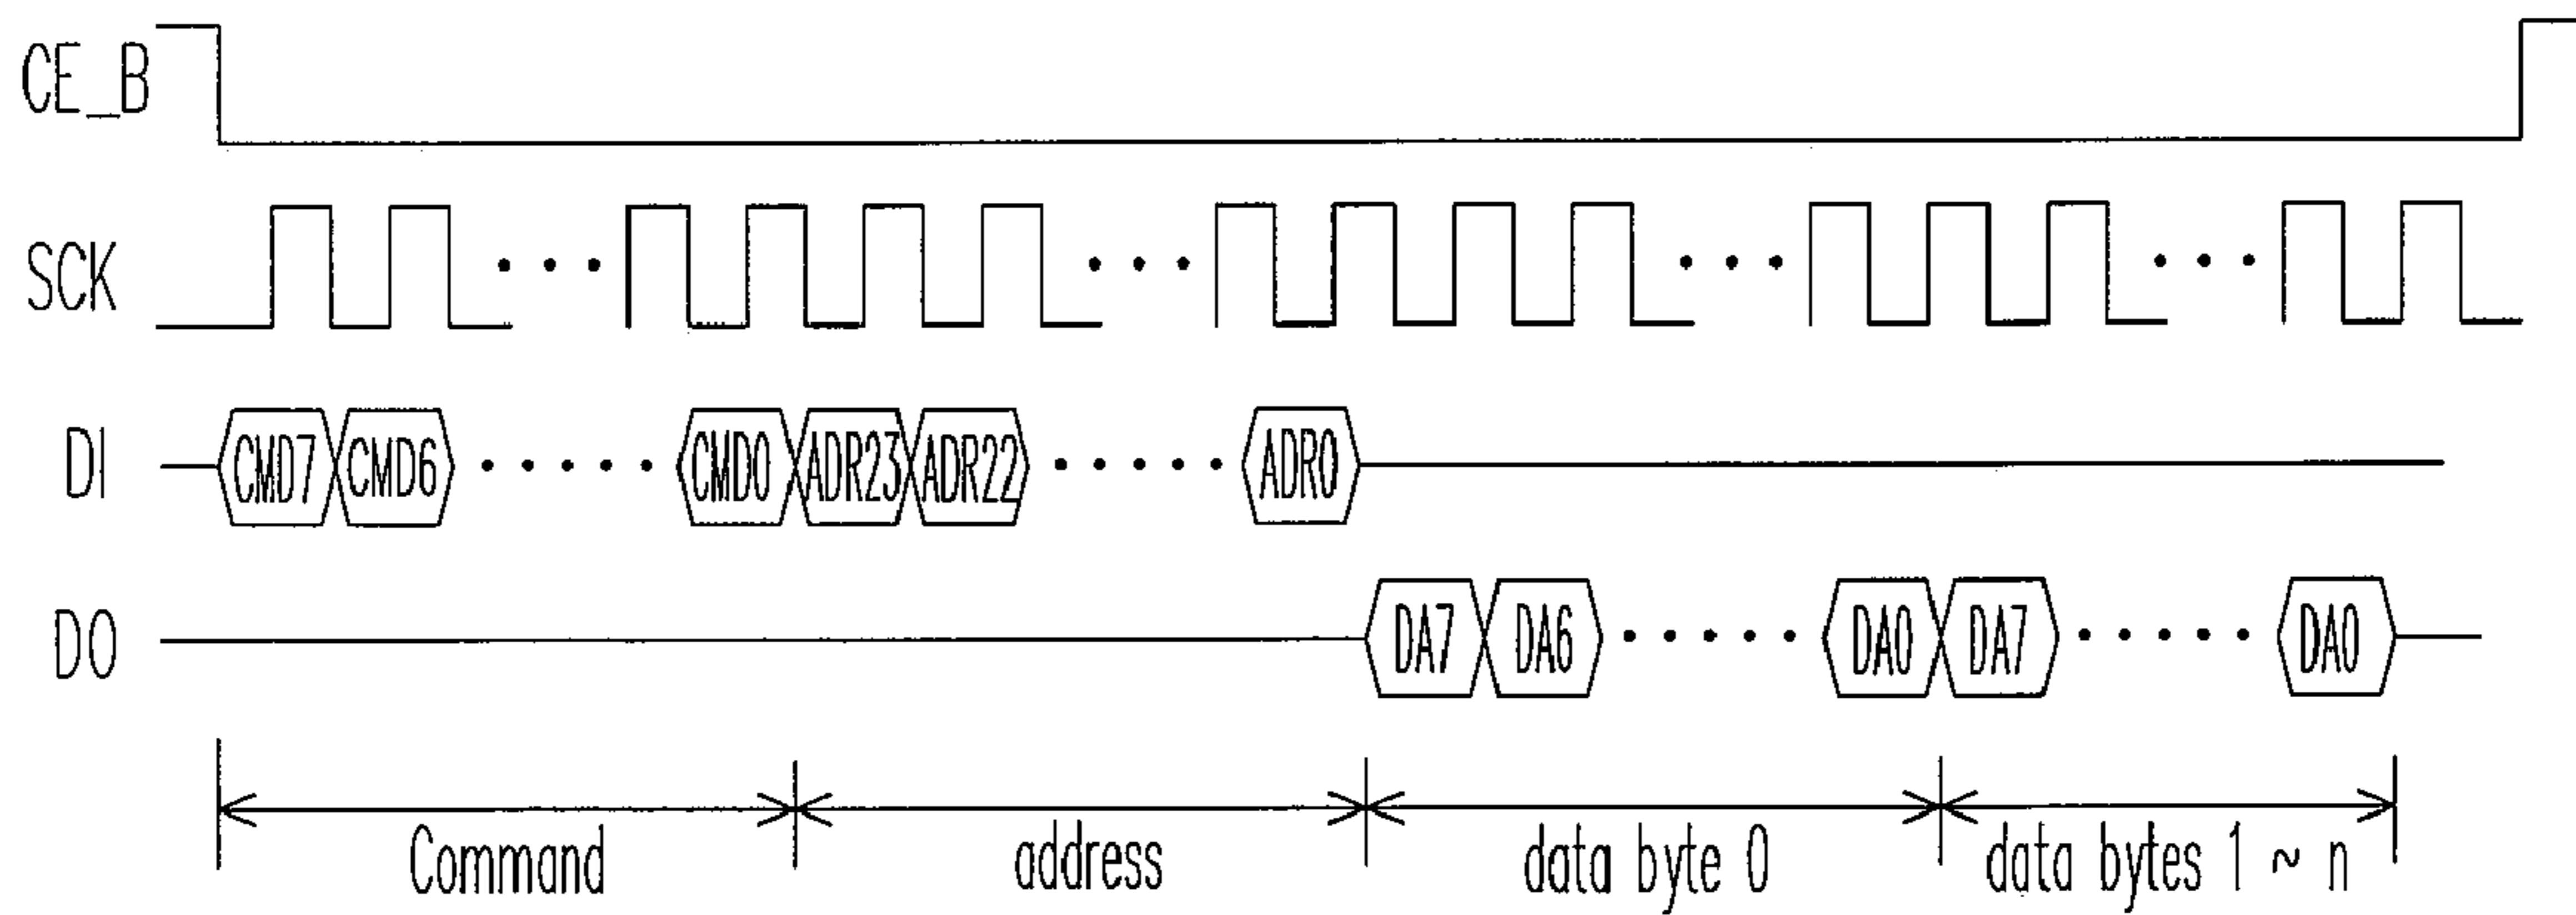 CE_B
SCK
DI CMD7 CMD6 CMD0 ADR23 ADR22 ADR0
DO DA7 DA6 DA0 DA7 DA0
Command address data byte 0 data bytes 1 ~ n